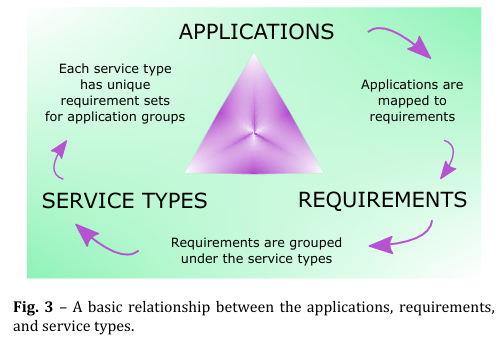 APPLICATIONS
Each service type
has unique
requirement sets
for application groups
Applications are
mapped to
requirements
SERVICE TYPES
REQUIREMENTS
Requirements are grouped
under the service types
Fig. 3 – A basic relationship between the applications, requirements,
and service types.